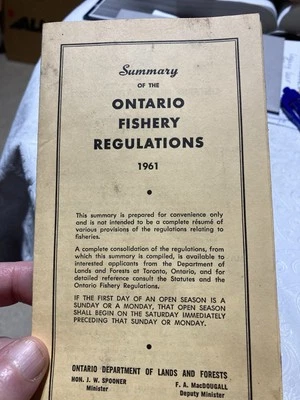 Summary
OF THE
ONTARIO
FISHERY
REGULATIONS
1961
This summary is prepared for convenience only
and is not intended to be a complete résumé of
various provisions of the regulations relating to
fisheries.
A complete consolidation of the regulations, from
which this summary is compiled, is available to
interested applicants from the Department of
Lands and Forests at Toronto, Ontario, and for
detailed reference consult the Statutes and the
Ontario Fishery Regulations.
IF THE FIRST DAY OF AN OPEN SEASON IS A
SUNDAY OR A MONDAY, THAT OPEN SEASON
SHALL BEGIN ON THE SATURDAY IMMEDIATELY
PRECEDING THAT SUNDAY OR MONDAY.
ONTARIO DEPARTMENT OF LANDS AND FORESTS
HON. J. W. SPOONER
Minister
F. A. MacDOUGALL
Deputy Minister